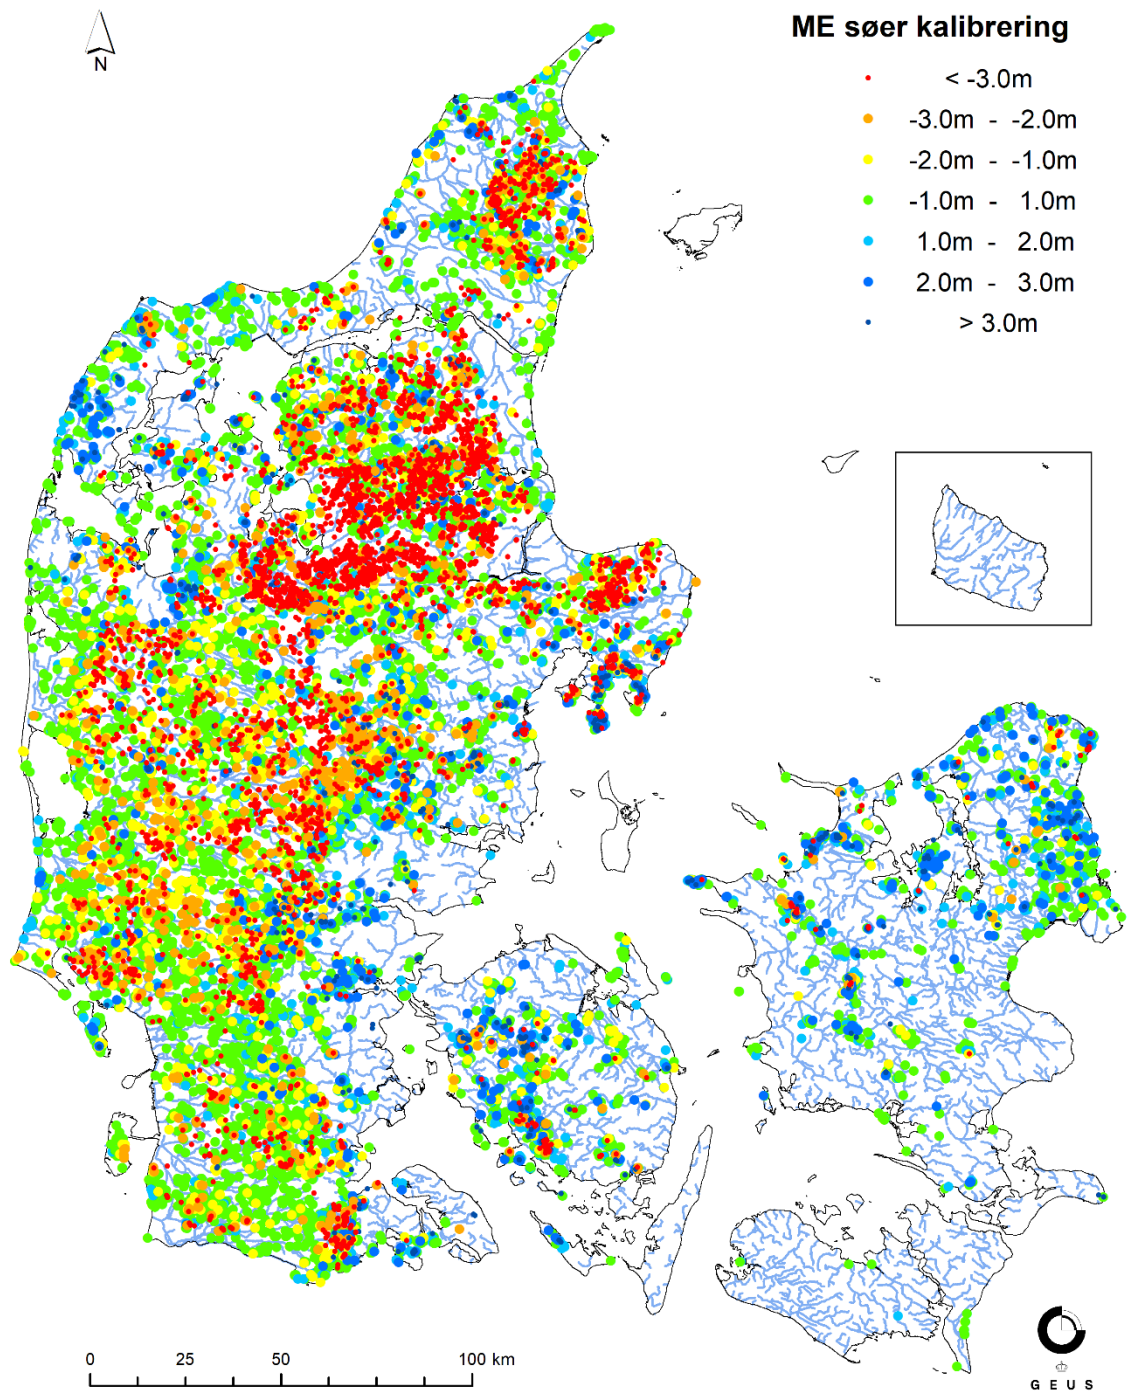 N
ME søer kalibrering
< -3.0m
-3.0m - -2.0m
-2.0m - -1.0m
-1.0m - 1.0m
1.0m - 2.0m
2.0m - 3.0m
> 3.0m
0 25 50 100 km
G E U S